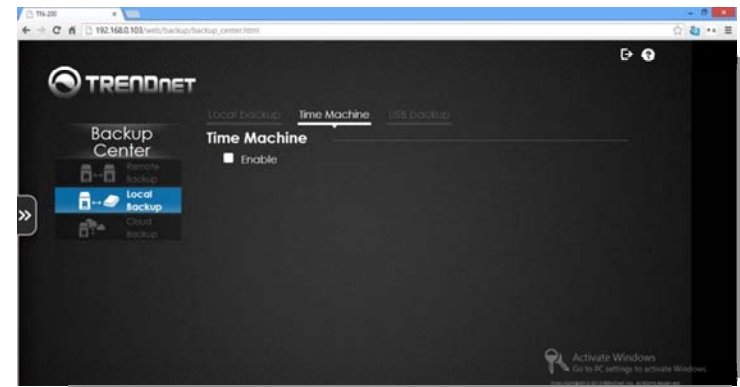 TN-200
192.168.0.103/web/backup/backup_center.html
TRENDNET
Local backup Time Machine USB backup
Backup
Center
Time Machine
Enable
Remote
Backup
Local
Backup
Cloud
Backup
Activate Windows
Go to PC settings to activate Windows.